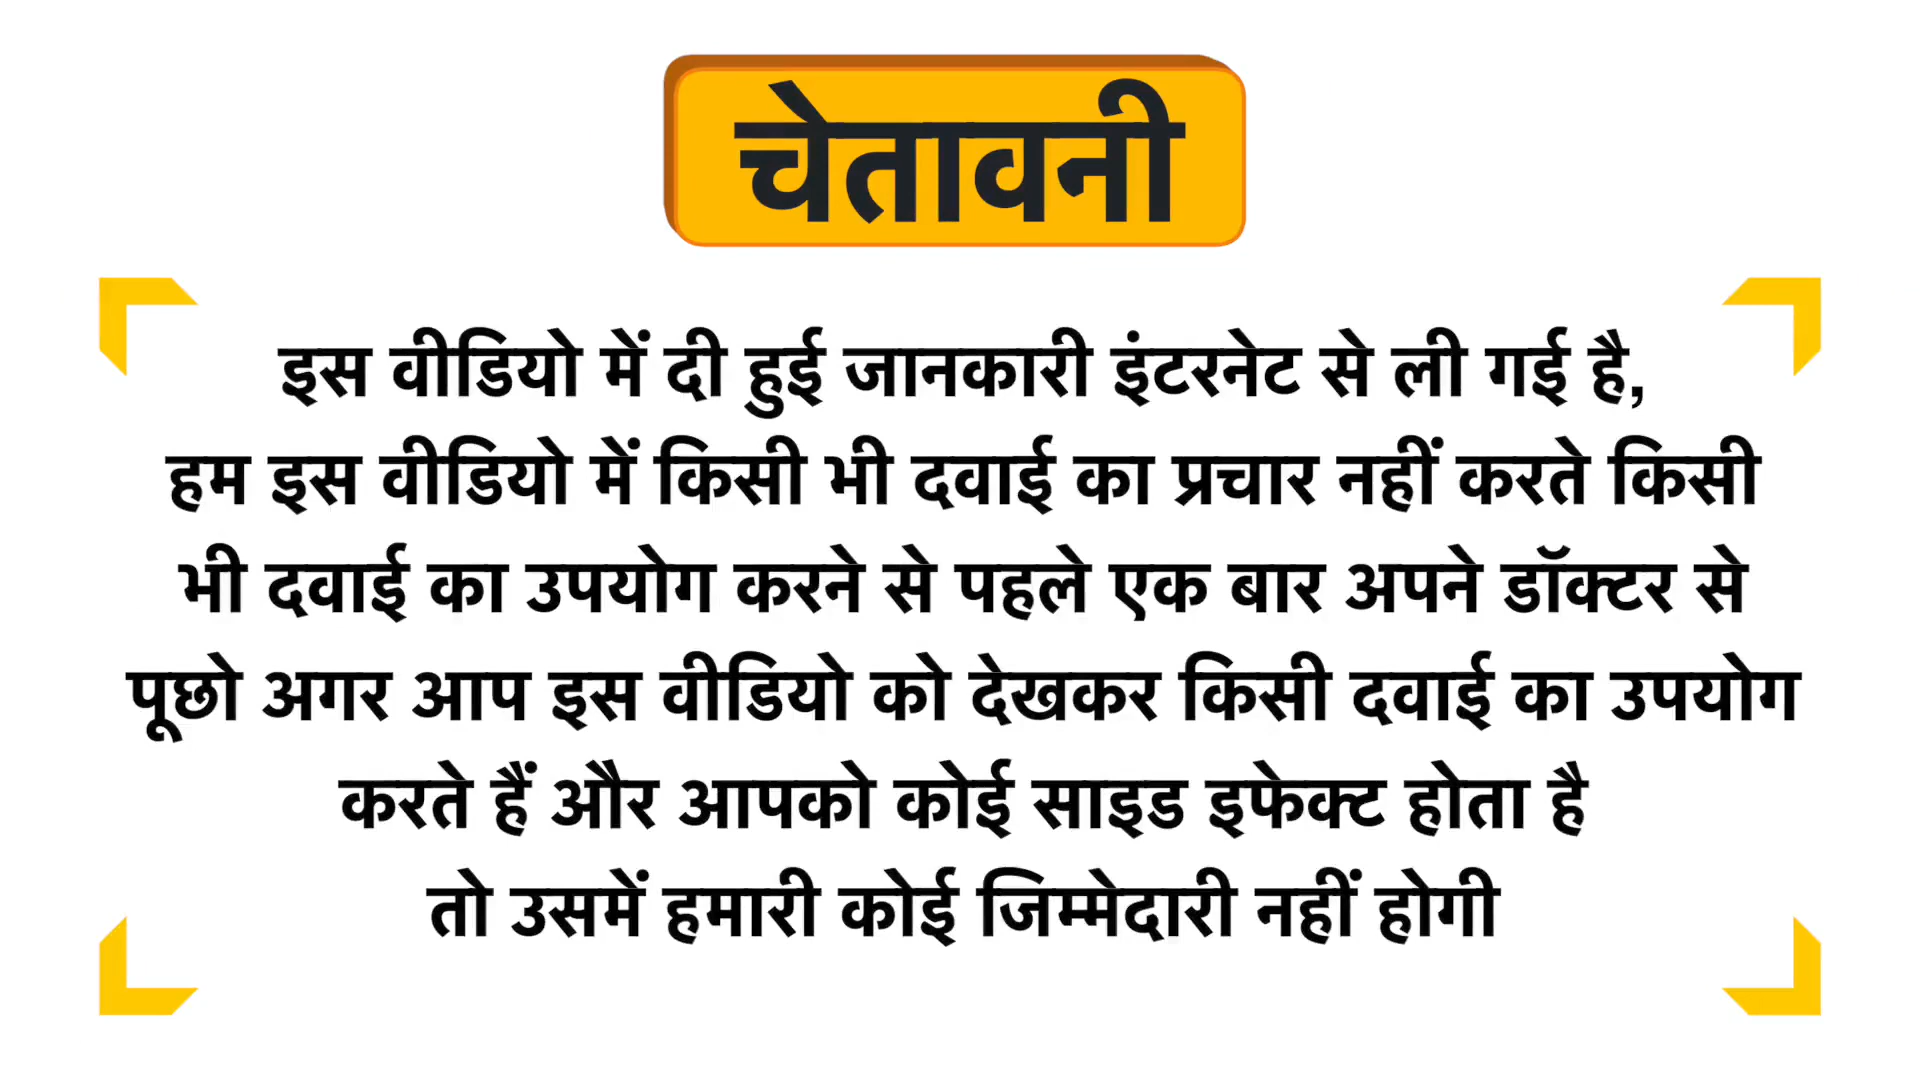 चेतावनी
इस वीडियो में दी हुई जानकारी इंटरनेट से ली गई है,
हम इस वीडियो में किसी भी दवाई का प्रचार नहीं करते किसी
भी दवाई का उपयोग करने से पहले एक बार अपने डॉक्टर से
पूछो अगर आप इस वीडियो को देखकर किसी दवाई का उपयोग
करते हैं और आपको कोई साइड इफेक्ट होता है
तो उसमें हमारी कोई जिम्मेदारी नहीं होगी